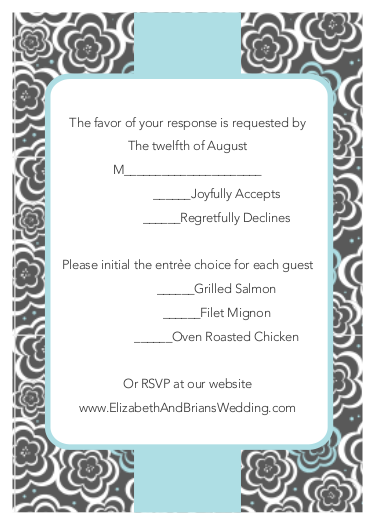 The favor of your response is requested by
The twelfth of August
M______________________
______Joyfully Accepts
______Regretfully Declines
Please initial the entrèe choice for each guest
______Grilled Salmon
______Filet Mignon
______Oven Roasted Chicken
Or RSVP at our website
www.ElizabethAndBriansWedding.com